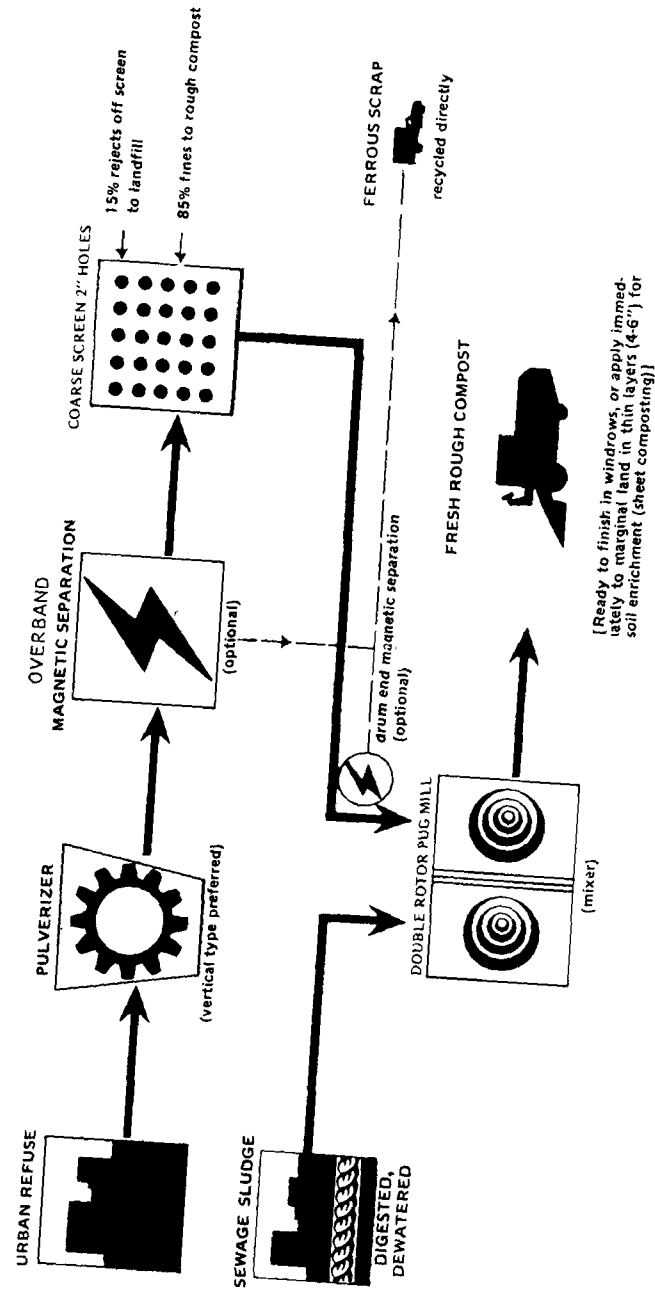 URBAN REFUSE
PULVERIZER
(vertical type preferred)
OVERBAND
MAGNETIC SEPARATION
(optional)
COARSE SCREEN 2" HOLES
15% rejects off screen
to landfill
85% fines to rough compost
SEWAGE SLUDGE
DIGESTED,
DEWATERED
drum end magnetic separation
(optional)
FERROUS SCRAP
recycled directly
DOUBLE ROTOR PUG MILL
(mixer)
FRESH ROUGH COMPOST
[Ready to finish in windrows, or apply immed-
iately to marginal land in thin layers (4-6") for
soil enrichment (sheet composting)]